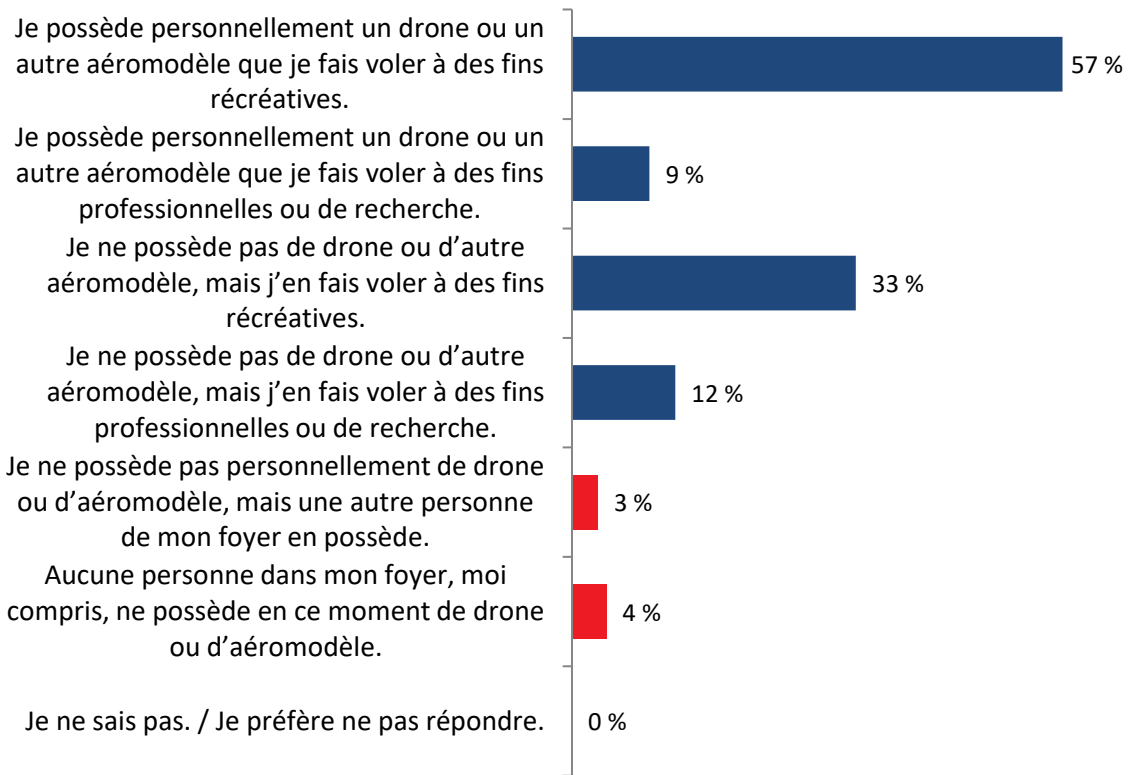 Je possède personnellement un drone ou un
autre aéromodèle que je fais voler à des fins
récréatives.
57 %
Je possède personnellement un drone ou un
autre aéromodèle que je fais voler à des fins
professionnelles ou de recherche.
9 %
Je ne possède pas de drone ou d’autre
aéromodèle, mais j’en fais voler à des fins
récréatives.
33 %
Je ne possède pas de drone ou d’autre
aéromodèle, mais j’en fais voler à des fins
professionnelles ou de recherche.
12 %
Je ne possède pas personnellement de drone
ou d’aéromodèle, mais une autre personne
de mon foyer en possède.
3 %
Aucune personne dans mon foyer, moi
compris, ne possède en ce moment de drone
ou d’aéromodèle.
4 %
Je ne sais pas. / Je préfère ne pas répondre.
0 %